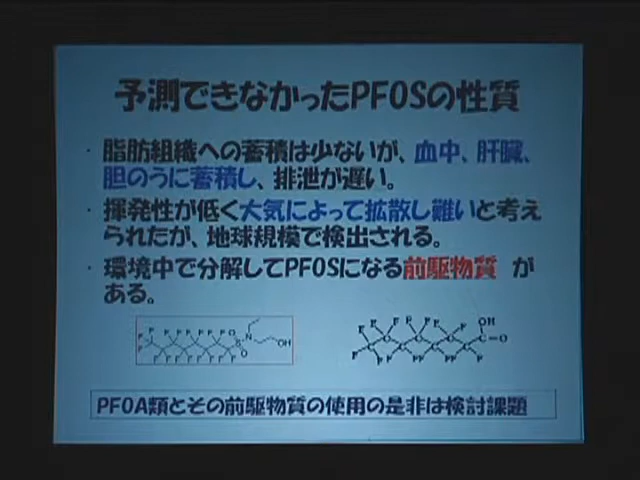 予測できなかったPFOSの性質
・脂肪組織への蓄積は少ないが、血中、肝臓、
胆のうに蓄積し、排泄が遅い。
・揮発性が低く大気によって拡散し難いと考え
られたが、地球規模で検出される。
・環境中で分解してPFOSになる前駆物質 が
ある。
PFOA類とその前駆物質の使用の是非は検討課題